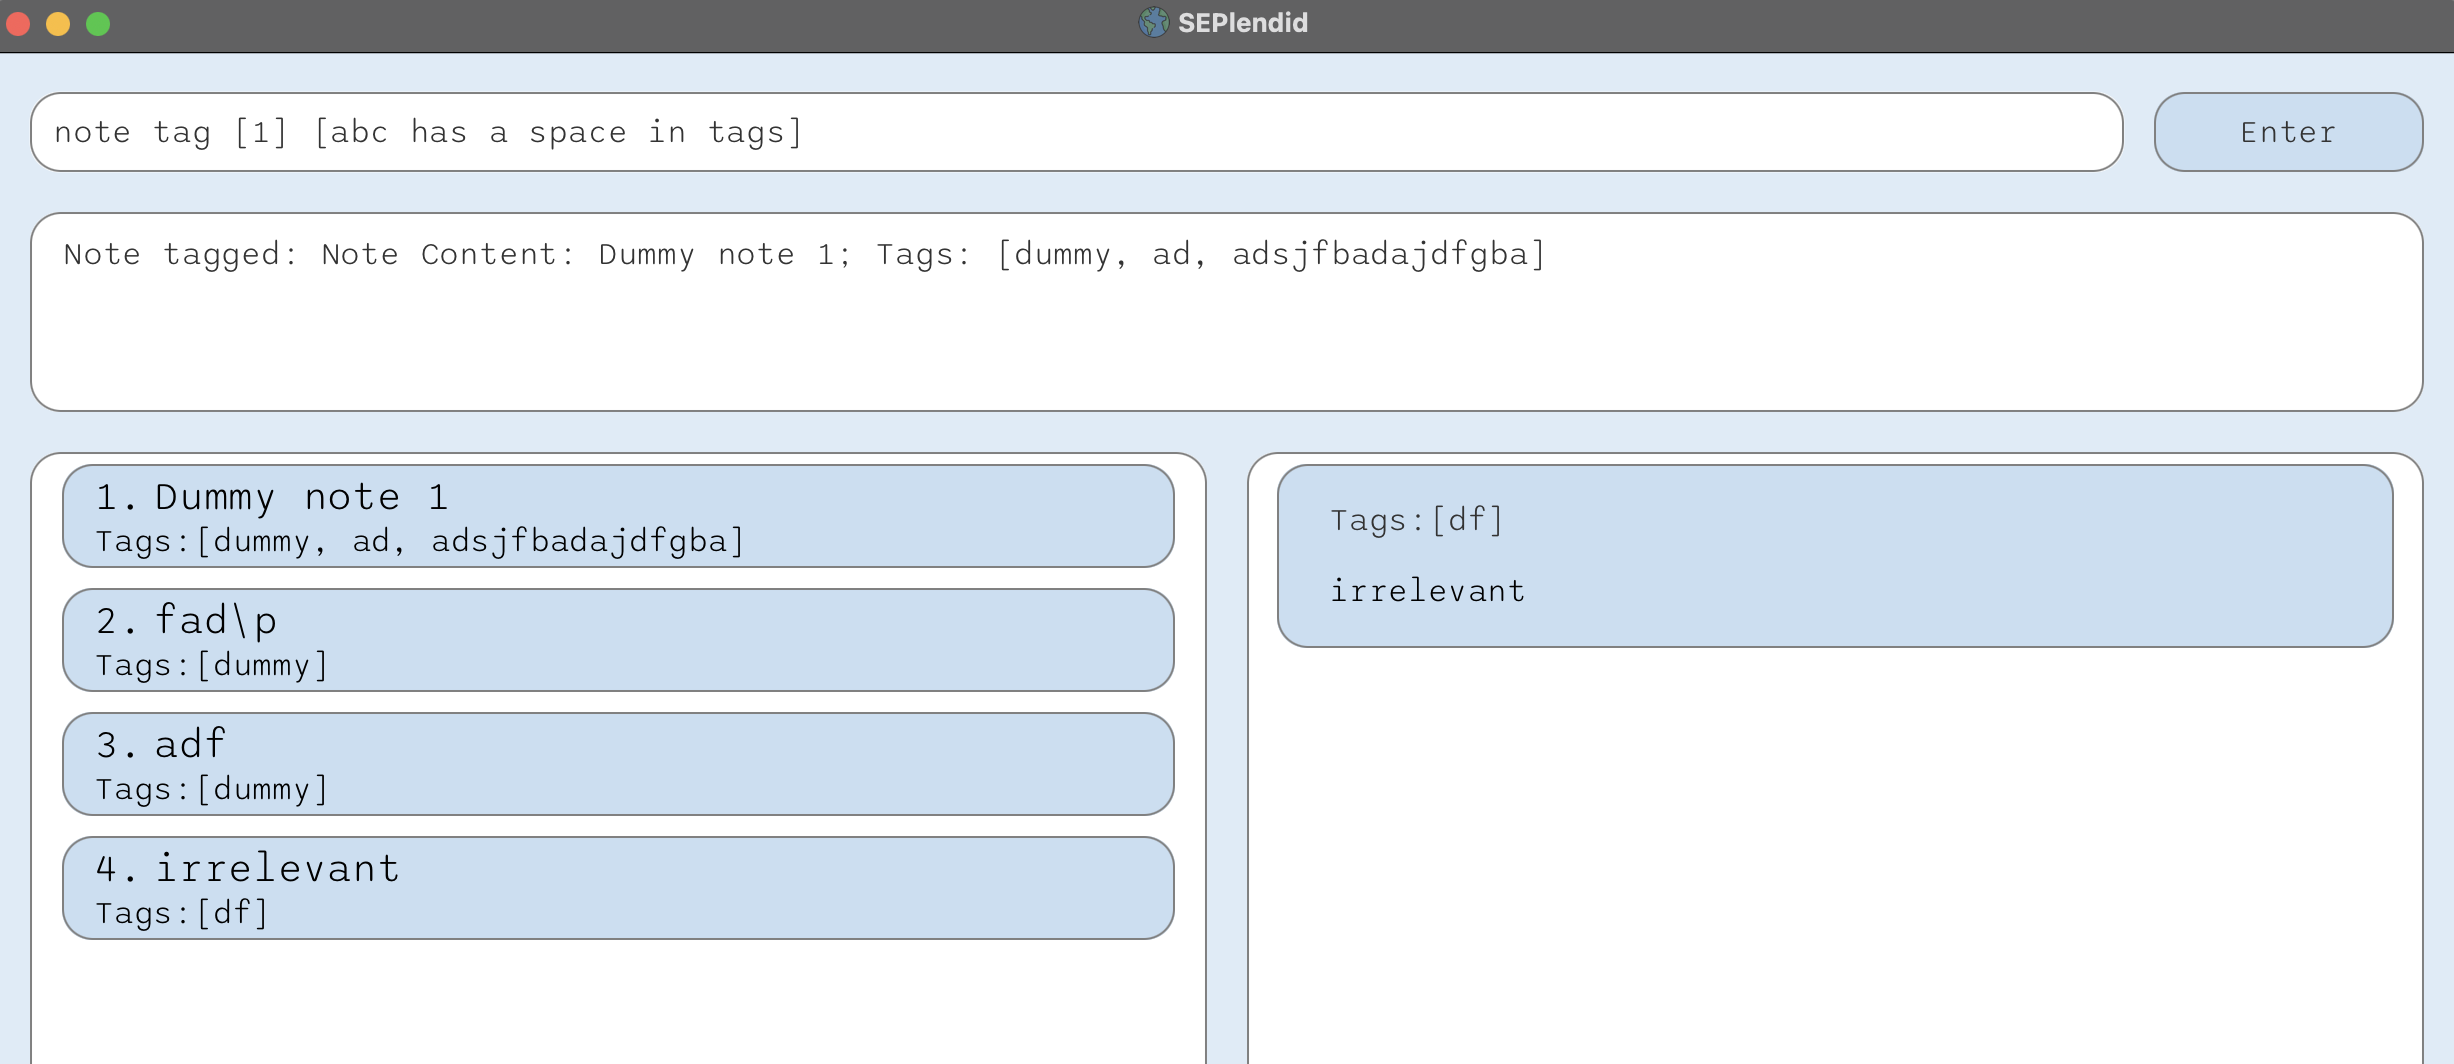 SEPlendid
note tag [1] [abc has a space in tags]
Enter
Note tagged: Note Content: Dummy note 1; Tags: [dummy, ad, adsjfbadajdfgba]
1. Dummy note 1
Tags:[dummy, ad, adsjfbadajdfgba]
2. fad\p
Tags:[dummy]
3. adf
Tags:[dummy]
4. irrelevant
Tags:[df]
Tags:[df]
irrelevant